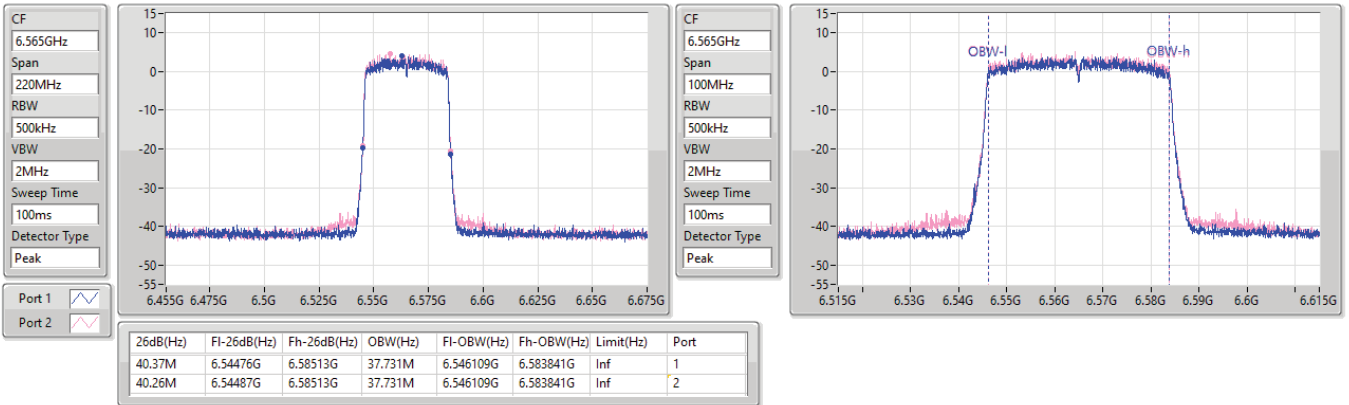 CF
6.565GHz
Span
220MHz
RBW
500kHz
VBW
2MHz
Sweep Time
100ms
Detector Type
Peak
Port 1
Port 2
15
10
0
-10
-20
-30
-40
-50
-55
6.455G 6.475G 6.5G 6.525G 6.55G 6.575G 6.6G 6.625G 6.65G 6.675G
CF
6.565GHz
Span
100MHz
RBW
500kHz
VBW
2MHz
Sweep Time
100ms
Detector Type
Peak
15
10
0
-10
-20
-30
-40
-50
-55
OBW-l OBW-h
6.515G 6.53G 6.54G 6.55G 6.56G 6.57G 6.58G 6.59G 6.6G 6.615G
26dB(Hz) Fl-26dB(Hz) Fh-26dB(Hz) OBW(Hz) Fl-OBW(Hz) Fh-OBW(Hz) Limit(Hz) Port
40.37M 6.54476G 6.58513G 37.731M 6.546109G 6.583841G Inf 1
40.26M 6.54487G 6.58513G 37.731M 6.546109G 6.583841G Inf 2